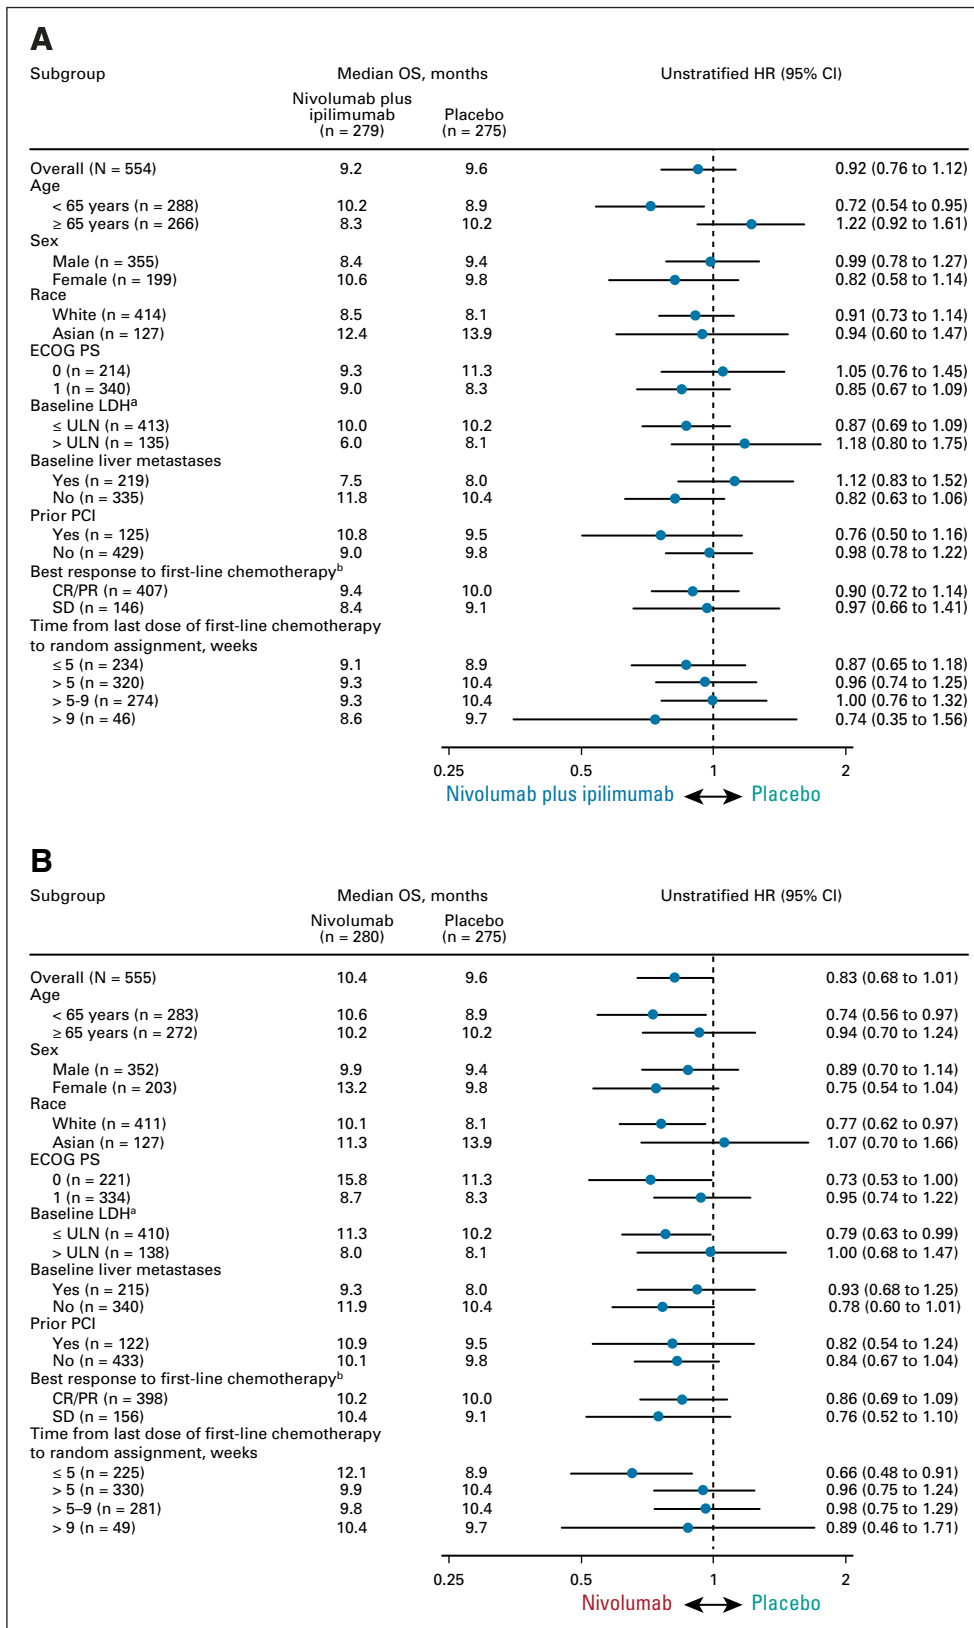 A
Subgroup Median OS, months Unstratified HR (95% CI)
Nivolumab plus
ipilimumab Placebo
(n = 279) (n = 275)
Overall (N = 554) 9.2 9.6 0.92 (0.76 to 1.12)
Age
< 65 years (n = 288) 10.2 8.9 0.72 (0.54 to 0.95)
≥ 65 years (n = 266) 8.3 10.2 1.22 (0.92 to 1.61)
Sex
Male (n = 355) 8.4 9.4 0.99 (0.78 to 1.27)
Female (n = 199) 10.6 9.8 0.82 (0.58 to 1.14)
Race
White (n = 414) 8.5 8.1 0.91 (0.73 to 1.14)
Asian (n = 127) 12.4 13.9 0.94 (0.60 to 1.47)
ECOG PS
0 (n = 214) 9.3 11.3 1.05 (0.76 to 1.45)
1 (n = 340) 9.0 8.3 0.85 (0.67 to 1.09)
Baseline LDHᵃ
≤ ULN (n = 413) 10.0 10.2 0.87 (0.69 to 1.09)
> ULN (n = 135) 6.0 8.1 1.18 (0.80 to 1.75)
Baseline liver metastases
Yes (n = 219) 7.5 8.0 1.12 (0.83 to 1.52)
No (n = 335) 11.8 10.4 0.82 (0.63 to 1.06)
Prior PCI
Yes (n = 125) 10.8 9.5 0.76 (0.50 to 1.16)
No (n = 429) 9.0 9.8 0.98 (0.78 to 1.22)
Best response to first-line chemotherapyᵇ
CR/PR (n = 407) 9.4 10.0 0.90 (0.72 to 1.14)
SD (n = 146) 8.4 9.1 0.97 (0.66 to 1.41)
Time from last dose of first-line chemotherapy
to random assignment, weeks
≤ 5 (n = 234) 9.1 8.9 0.87 (0.65 to 1.18)
> 5 (n = 320) 9.3 10.4 0.96 (0.74 to 1.25)
> 5-9 (n = 274) 9.3 10.4 1.00 (0.76 to 1.32)
> 9 (n = 46) 8.6 9.7 0.74 (0.35 to 1.56)
0.25 0.5 1 2
Nivolumab plus ipilimumab Placebo
B
Subgroup Median OS, months Unstratified HR (95% CI)
Nivolumab Placebo
(n = 280) (n = 275)
Overall (N = 555) 10.4 9.6 0.83 (0.68 to 1.01)
Age
< 65 years (n = 283) 10.6 8.9 0.74 (0.56 to 0.97)
≥ 65 years (n = 272) 10.2 10.2 0.94 (0.70 to 1.24)
Sex
Male (n = 352) 9.9 9.4 0.89 (0.70 to 1.14)
Female (n = 203) 13.2 9.8 0.75 (0.54 to 1.04)
Race
White (n = 411) 10.1 8.1 0.77 (0.62 to 0.97)
Asian (n = 127) 11.3 13.9 1.07 (0.70 to 1.66)
ECOG PS
0 (n = 221) 15.8 11.3 0.73 (0.53 to 1.00)
1 (n = 334) 8.7 8.3 0.95 (0.74 to 1.22)
Baseline LDHᵃ
≤ ULN (n = 410) 11.3 10.2 0.79 (0.63 to 0.99)
> ULN (n = 138) 8.0 8.1 1.00 (0.68 to 1.47)
Baseline liver metastases
Yes (n = 215) 9.3 8.0 0.93 (0.68 to 1.25)
No (n = 340) 11.9 10.4 0.78 (0.60 to 1.01)
Prior PCI
Yes (n = 122) 10.9 9.5 0.82 (0.54 to 1.24)
No (n = 433) 10.1 9.8 0.84 (0.67 to 1.04)
Best response to first-line chemotherapyᵇ
CR/PR (n = 398) 10.2 10.0 0.86 (0.69 to 1.09)
SD (n = 156) 10.4 9.1 0.76 (0.52 to 1.10)
Time from last dose of first-line chemotherapy
to random assignment, weeks
≤ 5 (n = 225) 12.1 8.9 0.66 (0.48 to 0.91)
> 5 (n = 330) 9.9 10.4 0.96 (0.75 to 1.24)
> 5–9 (n = 281) 9.8 10.4 0.98 (0.75 to 1.29)
> 9 (n = 49) 10.4 9.7 0.89 (0.46 to 1.71)
0.25 0.5 1 2
Nivolumab Placebo